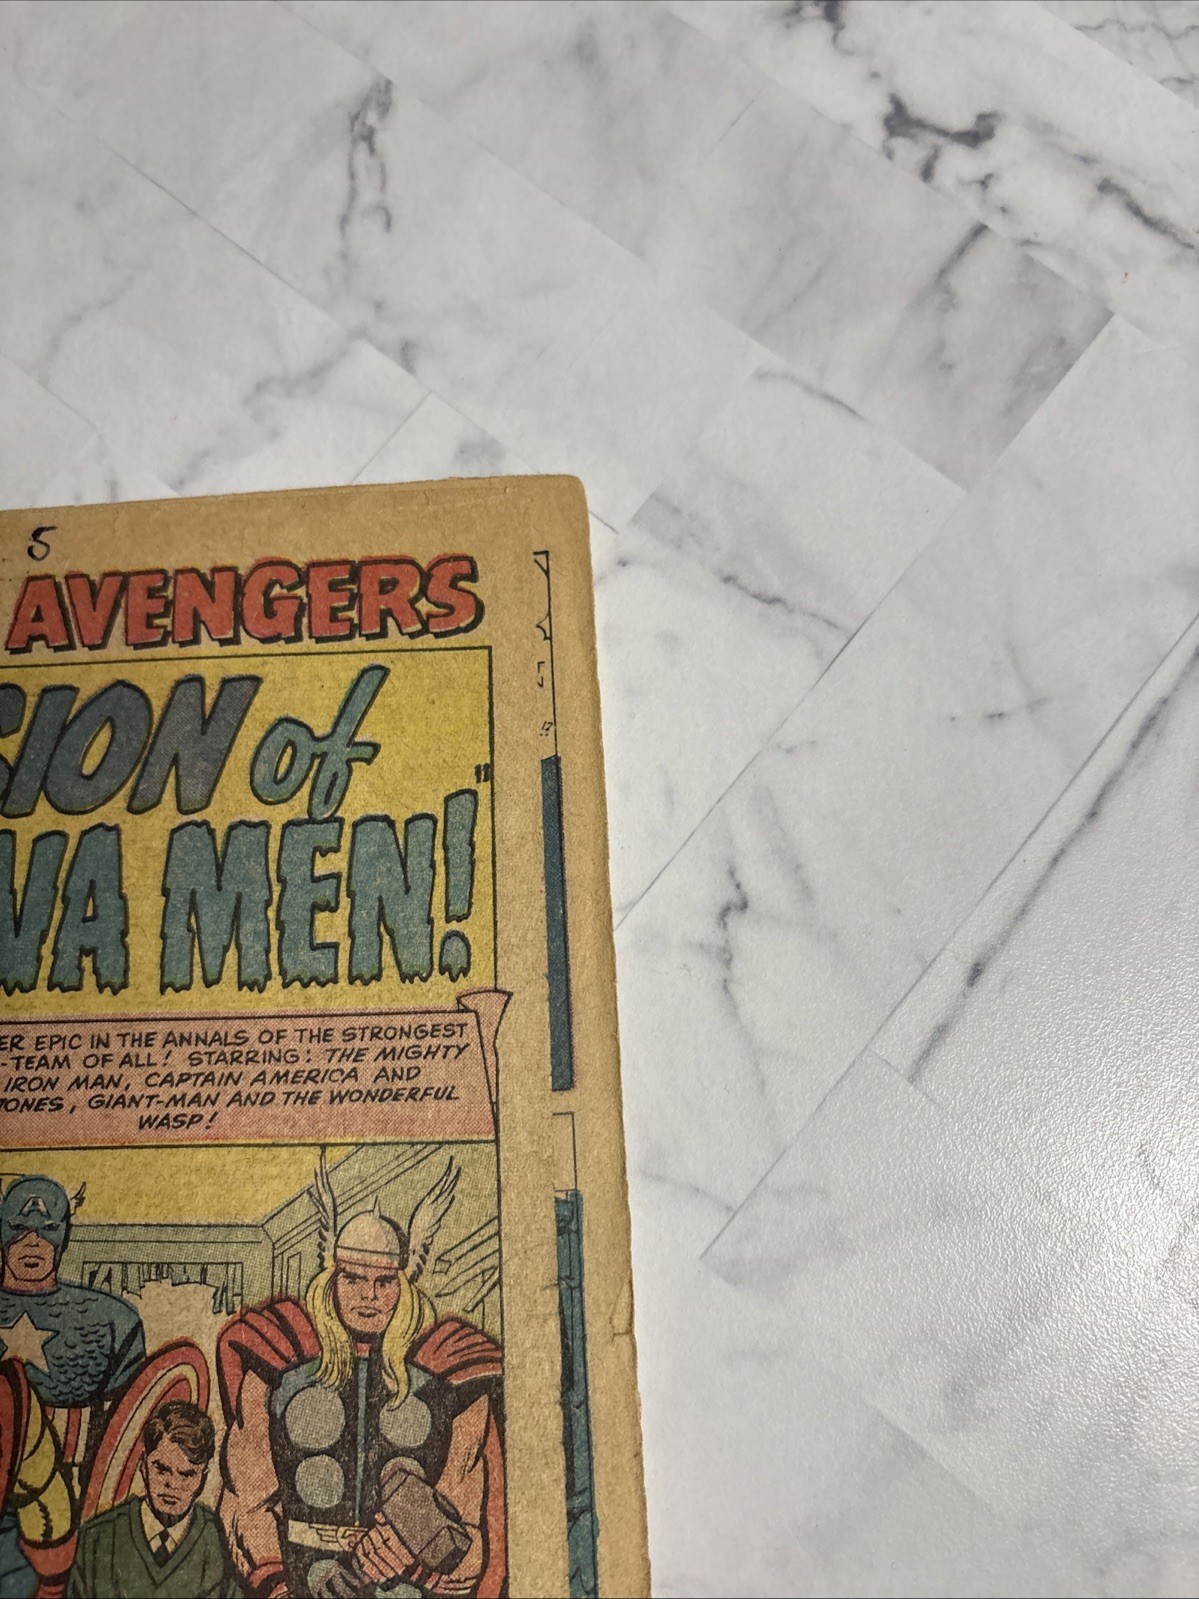 5
AVENGERS
SION of
VA MEN!
ER EPIC IN THE ANNALS OF THE STRONGEST
-TEAM OF ALL! STARRING: THE MIGHTY
IRON MAN, CAPTAIN AMERICA AND
JONES, GIANT-MAN AND THE WONDERFUL
WASP!
A